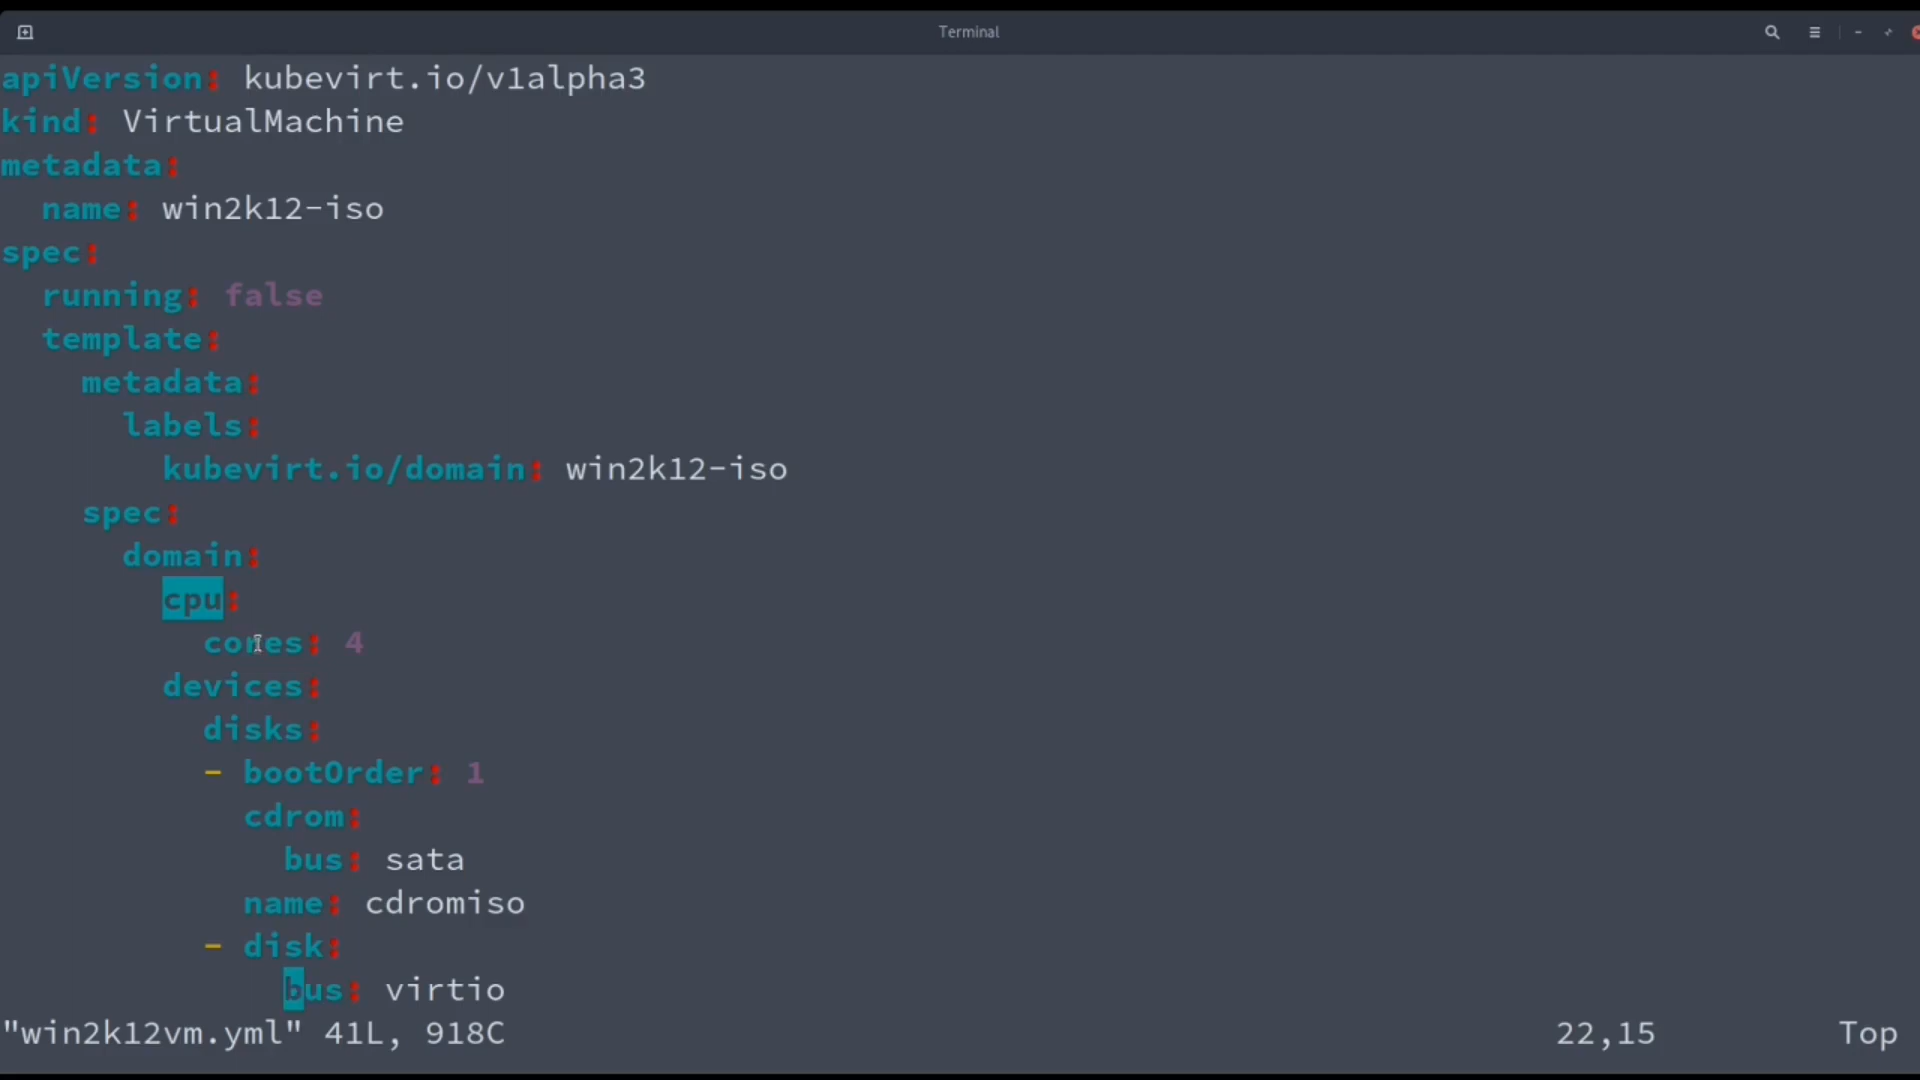 Terminal
apiVersion: kubevirt.io/v1alpha3
kind: VirtualMachine
metadata:
  name: win2k12-iso
spec:
  running: false
  template:
    metadata:
      labels:
        kubevirt.io/domain: win2k12-iso
    spec:
      domain:
        cpu:
          cores: 4
        devices:
          disks:
          - bootOrder: 1
            cdrom:
              bus: sata
            name: cdromiso
          - disk:
              bus: virtio
"win2k12vm.yml" 41L, 918C 22,15 Top